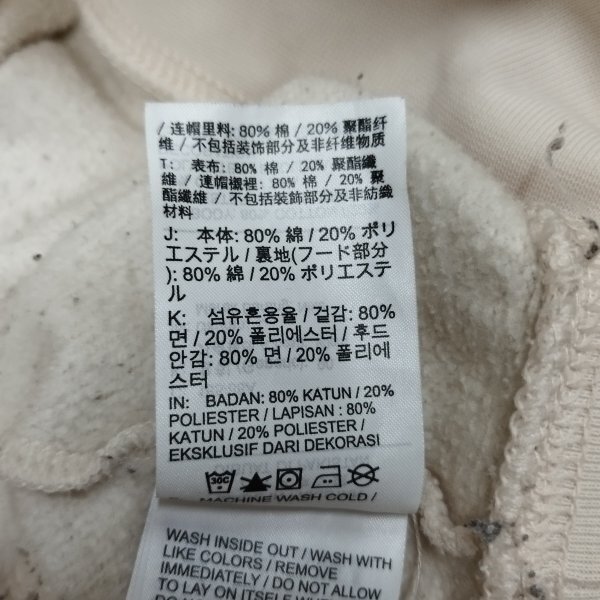 / 连帽里料: 80% 棉 / 20% 聚酯纤
维 / 不包括装饰部分及非纤维物质
T: 表布: 80% 棉 / 20% 聚酯纖
維 / 連帽襯裡: 80% 棉 / 20% 聚
酯纖維 / 不包括裝飾部分及非紡織
材料
J: 本体: 80% 綿 / 20% ポリ
エステル / 裏地(フード部分
): 80% 綿 / 20% ポリエステ
ル
K: 섬유혼용율 / 겉감: 80%
면 / 20% 폴리에스터 / 후드
안감: 80% 면 / 20% 폴리에
스터
IN: BADAN: 80% KATUN / 20%
POLIESTER / LAPISAN : 80%
KATUN / 20% POLIESTER /
EKSKLUSIF DARI DEKORASI
30C
MACHINE WASH COLD /
WASH INSIDE OUT / WASH WITH
LIKE COLORS / REMOVE
IMMEDIATELY / DO NOT ALLOW
TO LAY ON ITSELF WHEN